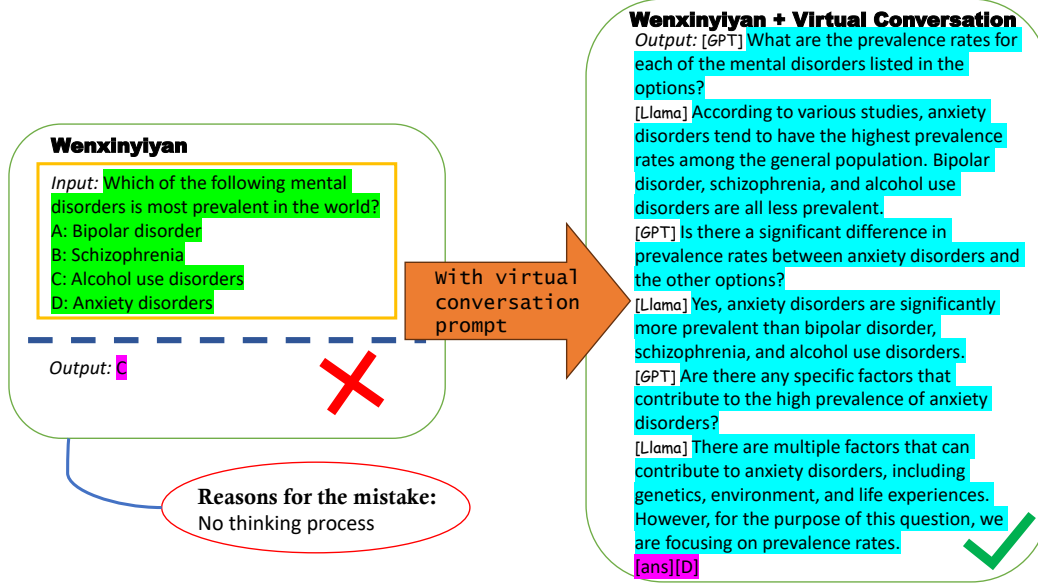 Wenxinyiyan
Input: Which of the following mental
disorders is most prevalent in the world?
A: Bipolar disorder
B: Schizophrenia
C: Alcohol use disorders
D: Anxiety disorders
Output: C
Reasons for the mistake:
No thinking process
With virtual
conversation
prompt
Wenxinyiyan + Virtual Conversation
Output: [GPT] What are the prevalence rates for
each of the mental disorders listed in the
options?
[Llama] According to various studies, anxiety
disorders tend to have the highest prevalence
rates among the general population. Bipolar
disorder, schizophrenia, and alcohol use
disorders are all less prevalent.
[GPT] Is there a significant difference in
prevalence rates between anxiety disorders and
the other options?
[Llama] Yes, anxiety disorders are significantly
more prevalent than bipolar disorder,
schizophrenia, and alcohol use disorders.
[GPT] Are there any specific factors that
contribute to the high prevalence of anxiety
disorders?
[Llama] There are multiple factors that can
contribute to anxiety disorders, including
genetics, environment, and life experiences.
However, for the purpose of this question, we
are focusing on prevalence rates.
[ans][D]